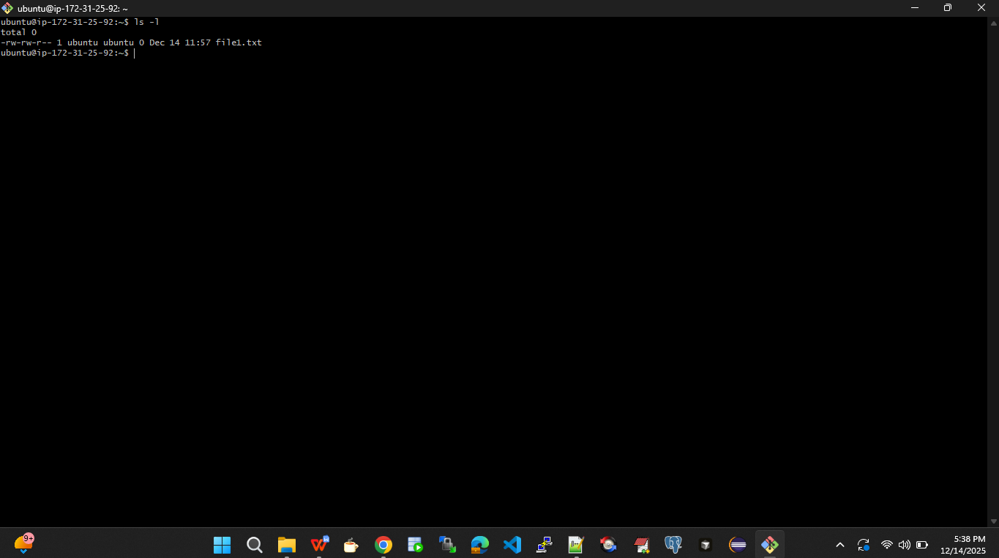 ubuntu@ip-172-31-25-92: ~
ubuntu@ip-172-31-25-92:~$ ls -l
total 0
-rw-rw-r-- 1 ubuntu ubuntu 0 Dec 14 11:57 file1.txt
ubuntu@ip-172-31-25-92:~$
9+
5:38 PM
12/14/2025